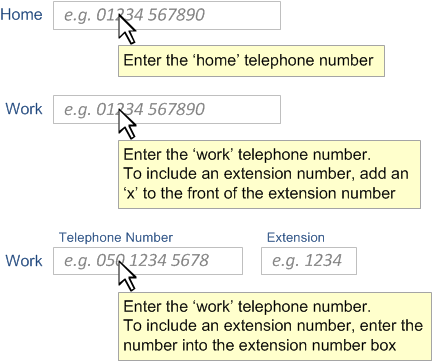 Home e.g. 01234 567890
Enter the ‘home’ telephone number
Work e.g. 01234 567890
Enter the ‘work’ telephone number.
To include an extension number, add an
‘x’ to the front of the extension number
Telephone Number Extension
Work e.g. 050 1234 5678 e.g. 1234
Enter the ‘work’ telephone number.
To include an extension number, enter the
number into the extension number box